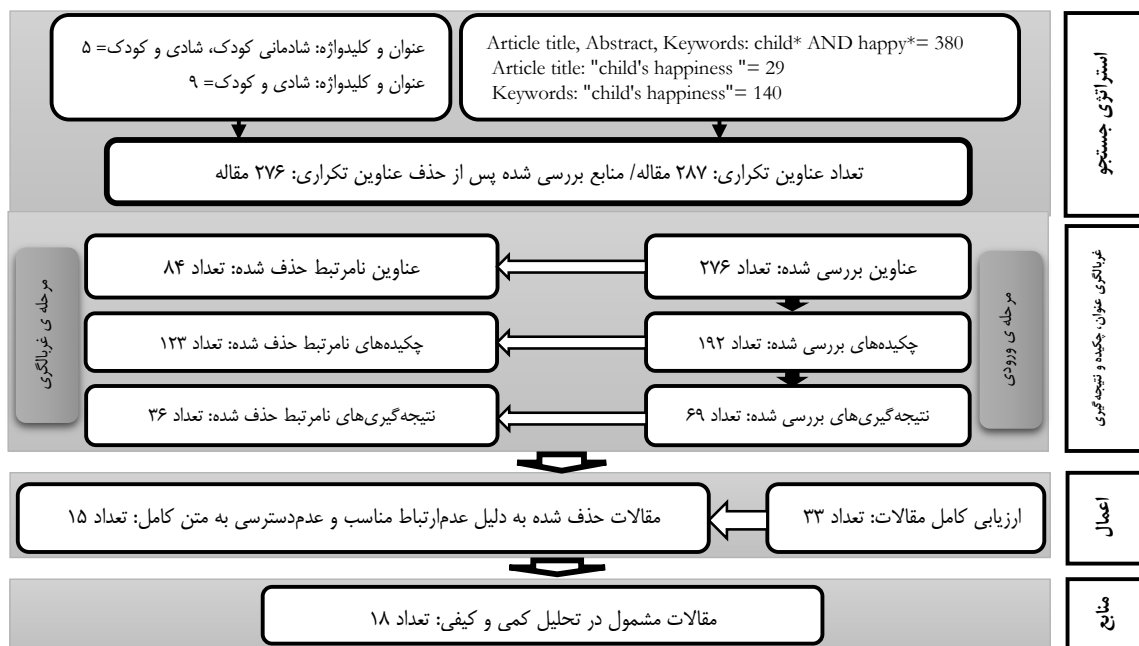 استراتژی جستجو
عنوان و کلیدواژه: شادمانی کودک، شادی و کودک= ۵
عنوان و کلیدواژه: شادی و کودک= ۹
Article title, Abstract, Keywords: child* AND happy*= 380
Article title: "child's happiness "= 29
Keywords: "child's happiness"= 140
تعداد عناوین تکراری: ۲۸۷ مقاله/ منابع بررسی شده پس از حذف عناوین تکراری: ۲۷۶ مقاله
غربالگری عنوان، چکیده و نتیجه‌گیری
مرحله ی ورودی
عناوین بررسی شده: تعداد ۲۷۶
عناوین نامرتبط حذف شده: تعداد ۸۴
چکیده‌های بررسی شده: تعداد ۱۹۲
چکیده‌های نامرتبط حذف شده: تعداد ۱۲۳
نتیجه‌گیری‌های بررسی شده: تعداد ۶۹
نتیجه‌گیری‌های نامرتبط حذف شده: تعداد ۳۶
مرحله ی غربالگری
اعمال
ارزیابی کامل مقالات: تعداد ۳۳
مقالات حذف شده به دلیل عدم‌ارتباط مناسب و عدم‌دسترسی به متن کامل: تعداد ۱۵
منابع
مقالات مشمول در تحلیل کمی و کیفی: تعداد ۱۸